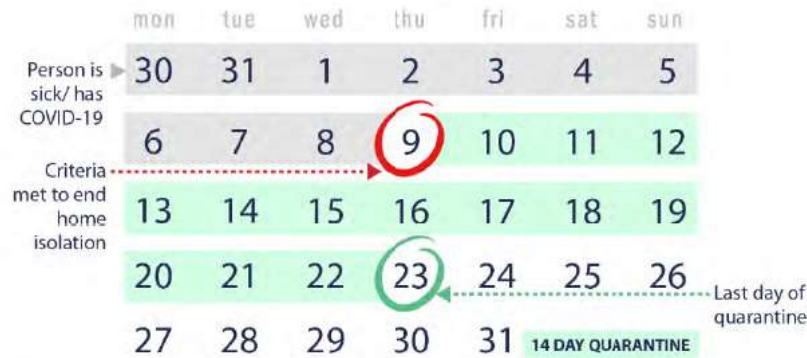 mon tue wed thu fri sat sun
Person is
sick/ has
COVID-19
30 31 1 2 3 4 5
6 7 8 9 10 11 12
Criteria
met to end
home
isolation
13 14 15 16 17 18 19
20 21 22 23 24 25 26
Last day of
quarantine
27 28 29 30 31 14 DAY QUARANTINE